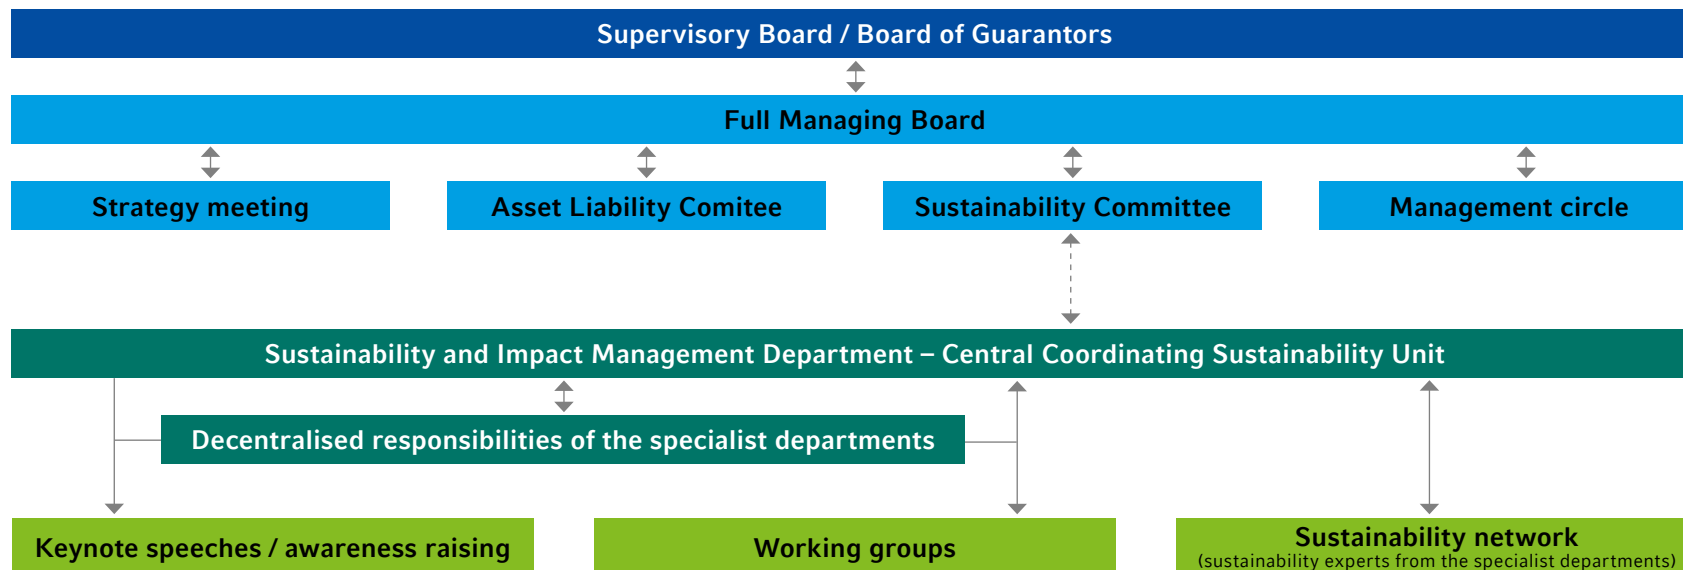 Supervisory Board / Board of Guarantors
Full Managing Board
Strategy meeting
Asset Liability Comitee
Sustainability Committee
Management circle
Sustainability and Impact Management Department – Central Coordinating Sustainability Unit
Decentralised responsibilities of the specialist departments
Keynote speeches / awareness raising
Working groups
Sustainability network
(sustainability experts from the specialist departments)